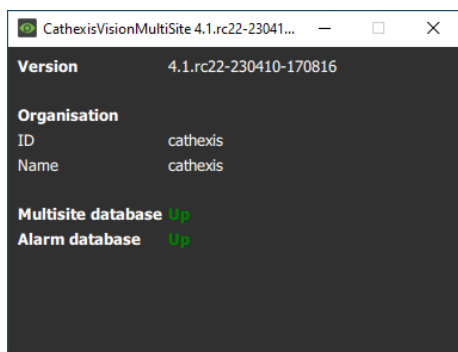 CathexisVisionMultiSite 4.1.rc22-23041...
Version 4.1.rc22-230410-170816
Organisation
ID cathexis
Name cathexis
Multisite database Up
Alarm database Up